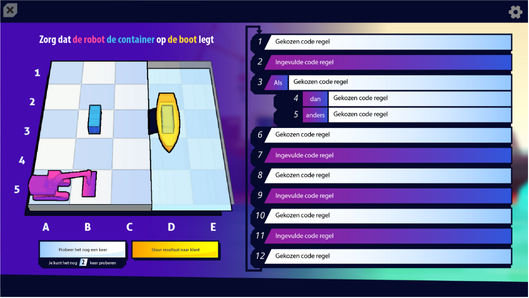 Zorg dat de robot de container op de boot legt
1
2
3
4
5
A B C D E
Probeer het nog een keer
Je kunt het nog 2 keer proberen
Stuur resultaat naar klant
1 Gekozen code regel
2 Ingevulde code regel
3 Als Gekozen code regel
4 dan Gekozen code regel
5 anders Gekozen code regel
6 Gekozen code regel
7 Ingevulde code regel
8 Gekozen code regel
9 Ingevulde code regel
10 Gekozen code regel
11 Ingevulde code regel
12 Gekozen code regel